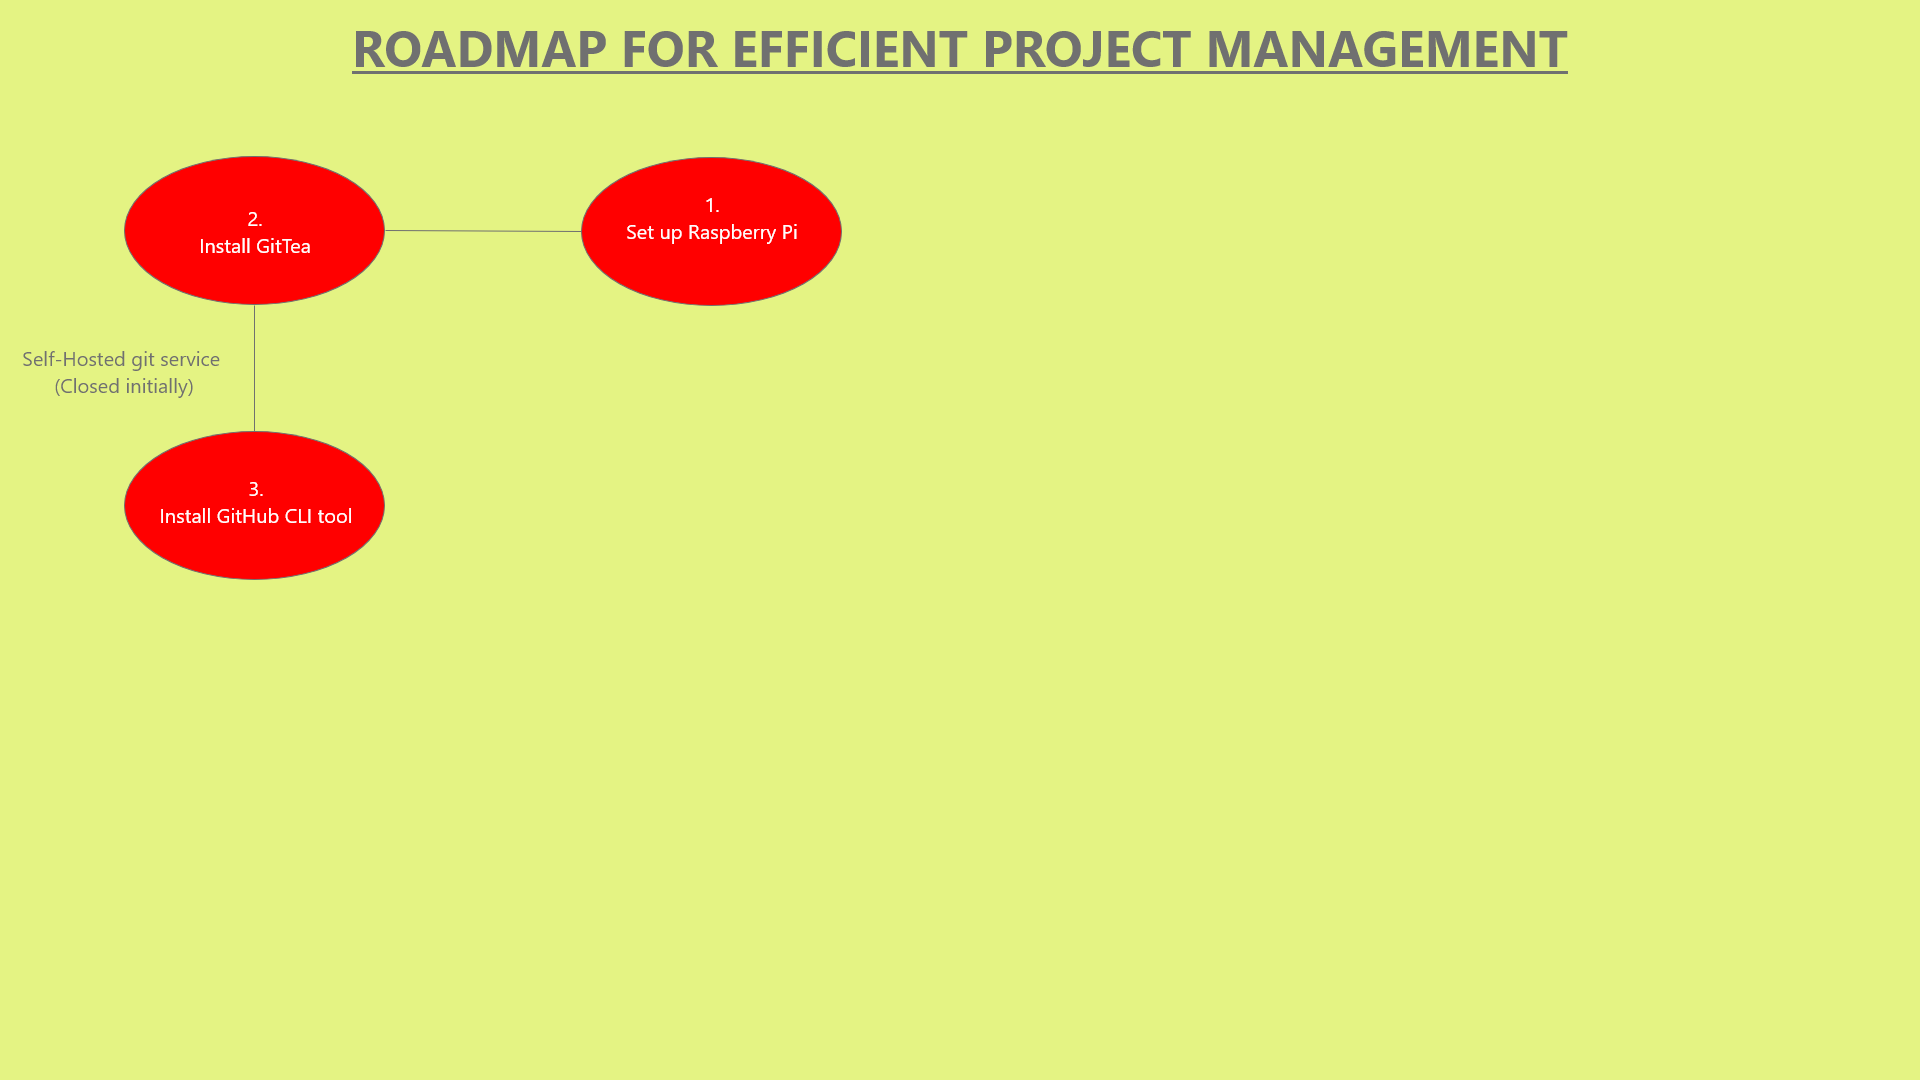 ROADMAP FOR EFFICIENT PROJECT MANAGEMENT
1.
Set up Raspberry Pi
2.
Install GitTea
Self-Hosted git service
(Closed initially)
3.
Install GitHub CLI tool